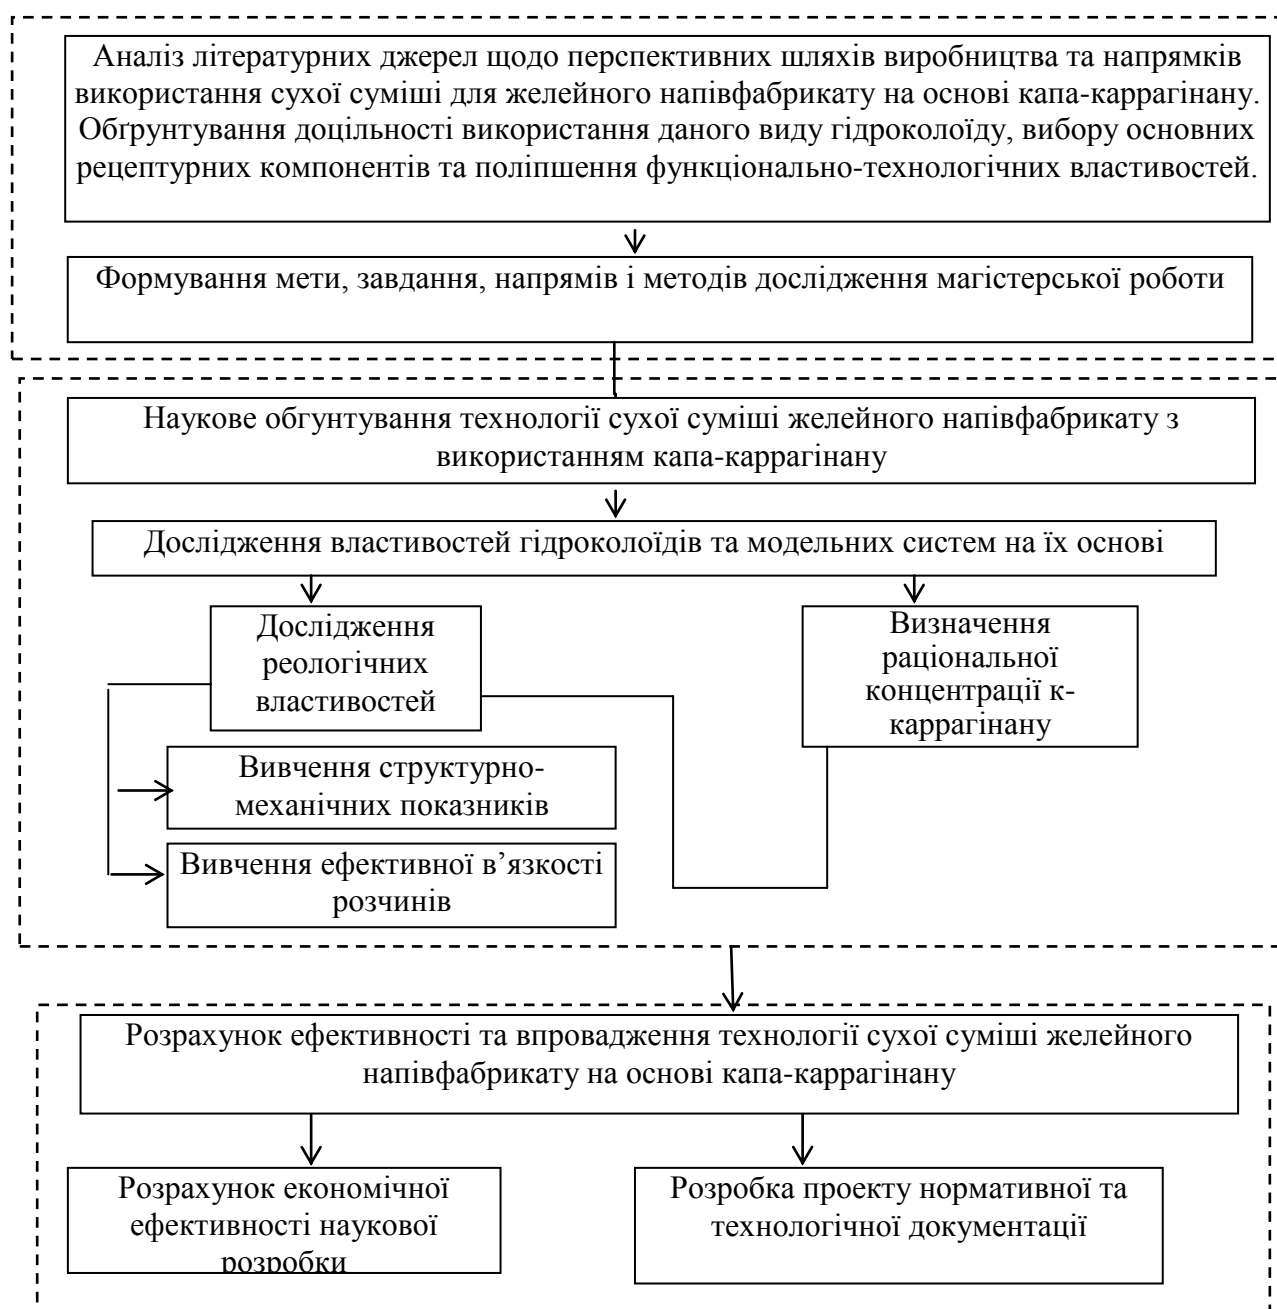 Аналіз літературних джерел щодо перспективних шляхів виробництва та напрямків
використання сухої суміші для желейного напівфабрикату на основі капа-каррагінану.
Обґрунтування доцільності використання даного виду гідроколоїду, вибору основних
рецептурних компонентів та поліпшення функціонально-технологічних властивостей.
Формування мети, завдання, напрямів і методів дослідження магістерської роботи
Наукове обгунтування технології сухої суміші желейного напівфабрикату з
використанням капа-каррагінану
Дослідження властивостей гідроколоїдів та модельних систем на їх основі
Дослідження
реологічних
властивостей
Визначення
раціональної
концентрації к-
каррагінану
Вивчення структурно-
механічних показників
Вивчення ефективної в’язкості
розчинів
Розрахунок ефективності та впровадження технології сухої суміші желейного
напівфабрикату на основі капа-каррагінану
Розрахунок економічної
ефективності наукової
розробки
Розробка проекту нормативної та
технологічної документації